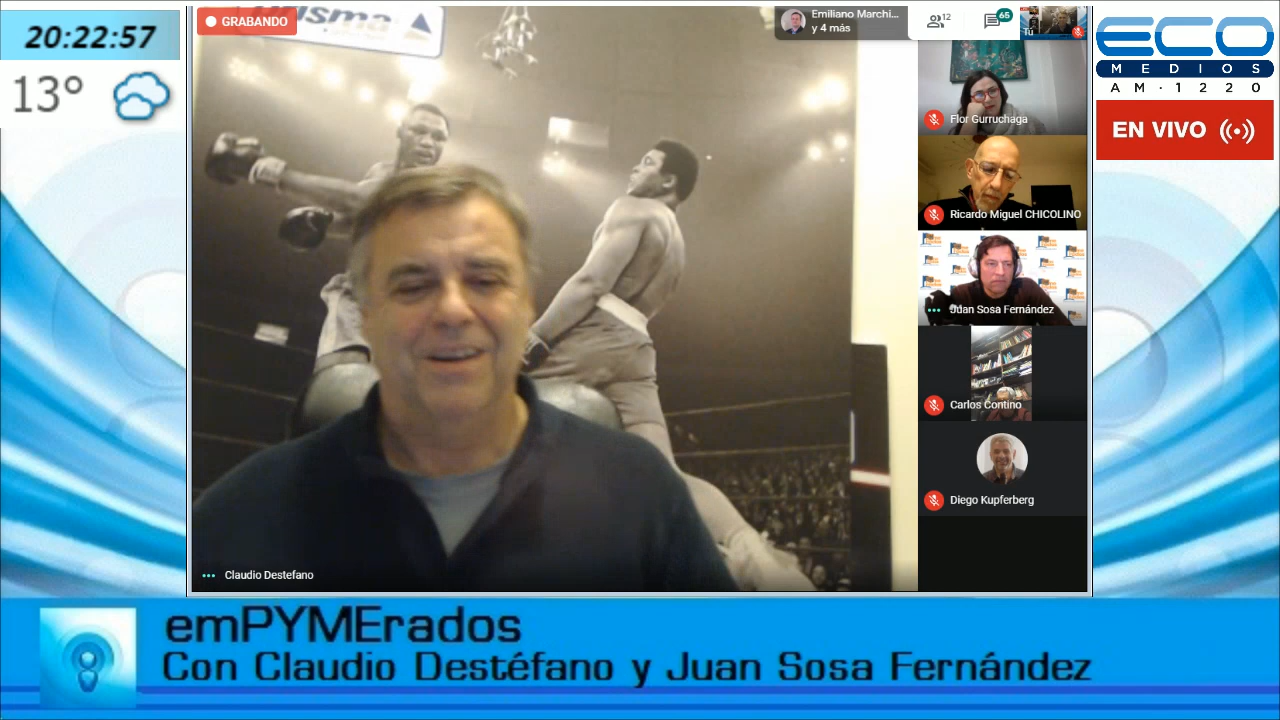 20:22:57
13°
GRABANDO
Emiliano Marchi...
y 4 más
12
65
Tú
ECO
MEDIOS
AM·1220
EN VIVO
Flor Gurruchaga
Ricardo Miguel CHICOLINO
Juan Sosa Fernández
Carlos Contino
Diego Kupferberg
Claudio Destefano
emPYMErados
Con Claudio Destéfano y Juan Sosa Fernández